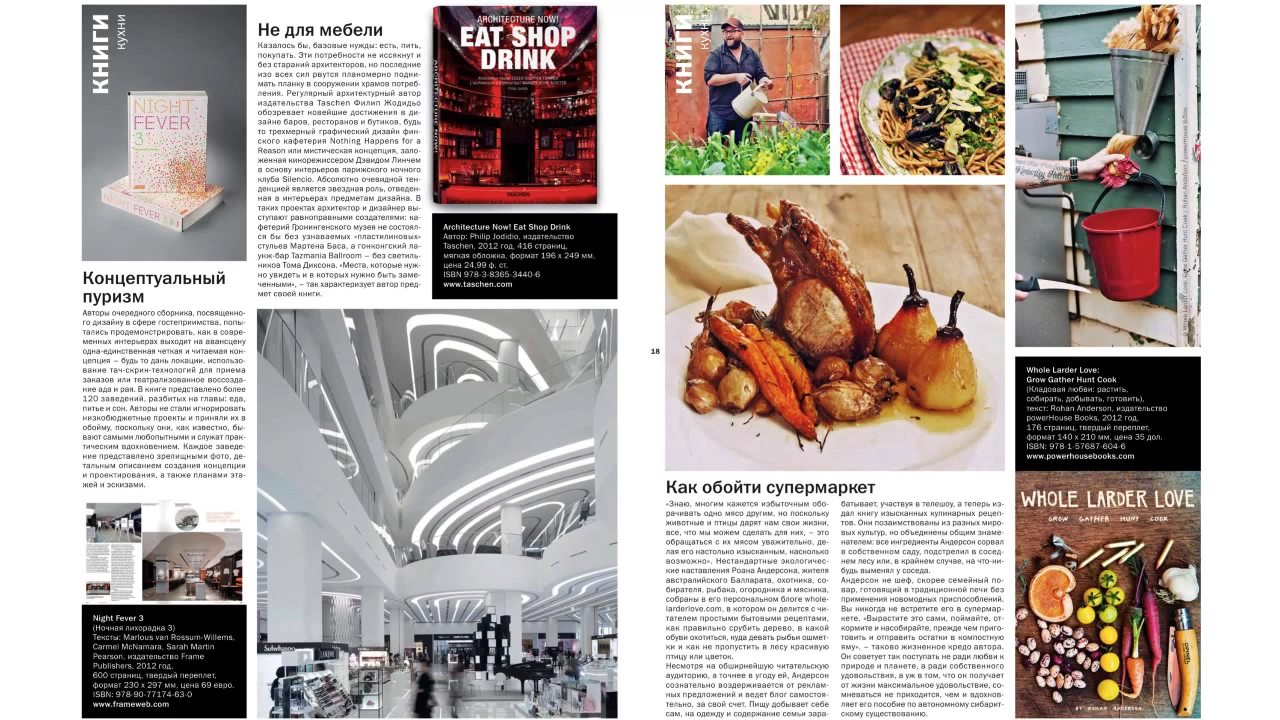 КНИГИ
кухни
NIGHT
FEVER
3
FEVER 3
Концептуальный
пуризм
Авторы очередного сборника, посвященно-
го дизайну в сфере гостеприимства, попы-
тались продемонстрировать, как в совре-
менных интерьерах выходит на авансцену
одна-единственная четкая и читаемая кон-
цепция – будь то дань локации, использо-
вание тач-скрин-технологий для приема
заказов или театрализованное воссозда-
ние ада и рая. В книге представлено более
120 заведений, разбитых на главы: еда,
питье и сон. Авторы не стали игнорировать
низкобюджетные проекты и приняли их в
обойму, поскольку они, как известно, бы-
вают самыми любопытными и служат прак-
тическим вдохновением. Каждое заведе-
ние представлено зрелищными фото, де-
тальным описанием создания концепции
и проектирования, а также планами эта-
жей и эскизами.
Night Fever 3
(Ночная лихорадка 3)
Тексты: Marlous van Rossum-Willems,
Carmel McNamara, Sarah Martin
Pearson, издательство Frame
Publishers, 2012 год,
600 страниц, твердый переплет,
формат 230 x 297 мм, цена 69 евро.
ISBN: 978-90-77174-63-0
www.frameweb.com
Не для мебели
Казалось бы, базовые нужды: есть, пить,
покупать. Эти потребности не иссякнут и
без стараний архитекторов, но последние
изо всех сил рвутся планомерно подни-
мать планку в сооружении храмов потреб-
ления. Регулярный архитектурный автор
издательства Taschen Филип Жодидьо
обозревает новейшие достижения в ди-
зайне баров, ресторанов и бутиков, будь
то трехмерный графический дизайн фин-
ского кафетерия Nothing Happens for a
Reason или мистическая концепция, зало-
женная кинорежиссером Дэвидом Линчем
в основу интерьеров парижского ночного
клуба Silencio. Абсолютно очевидной тен-
денцией является звездная роль, отведен-
ная в интерьерах предметам дизайна. В
таких проектах архитектор и дизайнер вы-
ступают равноправными создателями: ка-
фетерий Гронингенского музея не состоял-
ся бы без узнаваемых «пластилиновых»
стульев Мартена Баса, а гонконгский ла-
унж-бар Tazmania Ballroom – без светиль-
ников Тома Диксона. «Места, которые нуж-
но увидеть и в которых нужно быть заме-
ченными», – так характеризует автор пред-
мет своей книги.
ARCHITECTURE NOW!
EAT SHOP
DRINK
TASCHEN
Architecture Now! Eat Shop Drink
Автор: Philip Jodidio, издательство
Taschen, 2012 год, 416 страниц,
мягкая обложка, формат 196 x 249 мм.
цена 24.99 ф. ст.
ISBN 978-3-8365-3440-6
www.taschen.com
Sulwhasoo
LANCÔME
18
КНИГИ
кухни
Как обойти супермаркет
«Знаю, многим кажется избыточным обо-
рачивать одно мясо другим, но поскольку
животные и птицы дарят нам свои жизни,
все, что мы можем сделать для них, – это
обращаться с их мясом уважительно, де-
лая его настолько изысканным, насколько
возможно». Нестандартные экологичес-
кие наставления Роана Андерсона, жителя
австралийского Балларата, охотника, со-
бирателя, рыбака, огородника и мясника,
собраны в его персональном блоге whole-
larderlove.com, в котором он делится с чи-
тателем простыми бытовыми рецептами,
как правильно срубить дерево, в какой
обуви охотиться, куда девать рыбьи ошмет-
ки и как не пропустить в лесу красивую
птицу или цветок.
Несмотря на обширнейшую читательскую
аудиторию, а точнее в угоду ей, Андерсон
сознательно воздерживается от реклам-
ных предложений и ведет блог самостоя-
тельно, за свой счет. Пищу добывает себе
сам, на одежду и содержание семьи зара-
батывает, участвуя в телешоу, а теперь из-
дал книгу изысканных кулинарных рецеп-
тов. Они позаимствованы из разных миро-
вых культур, но объединены общим знаме-
нателем: все ингредиенты Андерсон сорвал
в собственном саду, подстрелил в сосед-
нем лесу или, в крайнем случае, на что-ни-
будь выменял у соседа.
Андерсон не шеф, скорее семейный по-
вар, готовящий в традиционной печи без
применения новомодных приспособлений.
Вы никогда не встретите его в супермар-
кете. «Вырастите это сами, поймайте, от-
кормите и насобирайте, прежде чем приго-
товить и отправить остатки в компостную
яму», – таково жизненное кредо автора.
Он советует так поступать не ради любви к
природе и планете, а ради собственного
удовольствия, а уж в том, что он получает
от жизни максимальное удовольствие, со-
мневаться не приходится, чем и вдохнов-
ляет его пособие по автономному сибарит-
скому существованию.
Whole Larder Love:
Grow Gather Hunt Cook
(Кладовая любви: растить,
собирать, добывать, готовить),
текст: Rohan Anderson, издательство
powerHouse Books, 2012 год.
176 страниц, твердый переплет,
формат 140 x 210 мм, цена 35 дол.
ISBN: 978-1-57687-604-6
www.powerhousebooks.com
WHOLE LARDER LOVE
GROW GATHER HUNT COOK
BY ROHAN ANDERSON